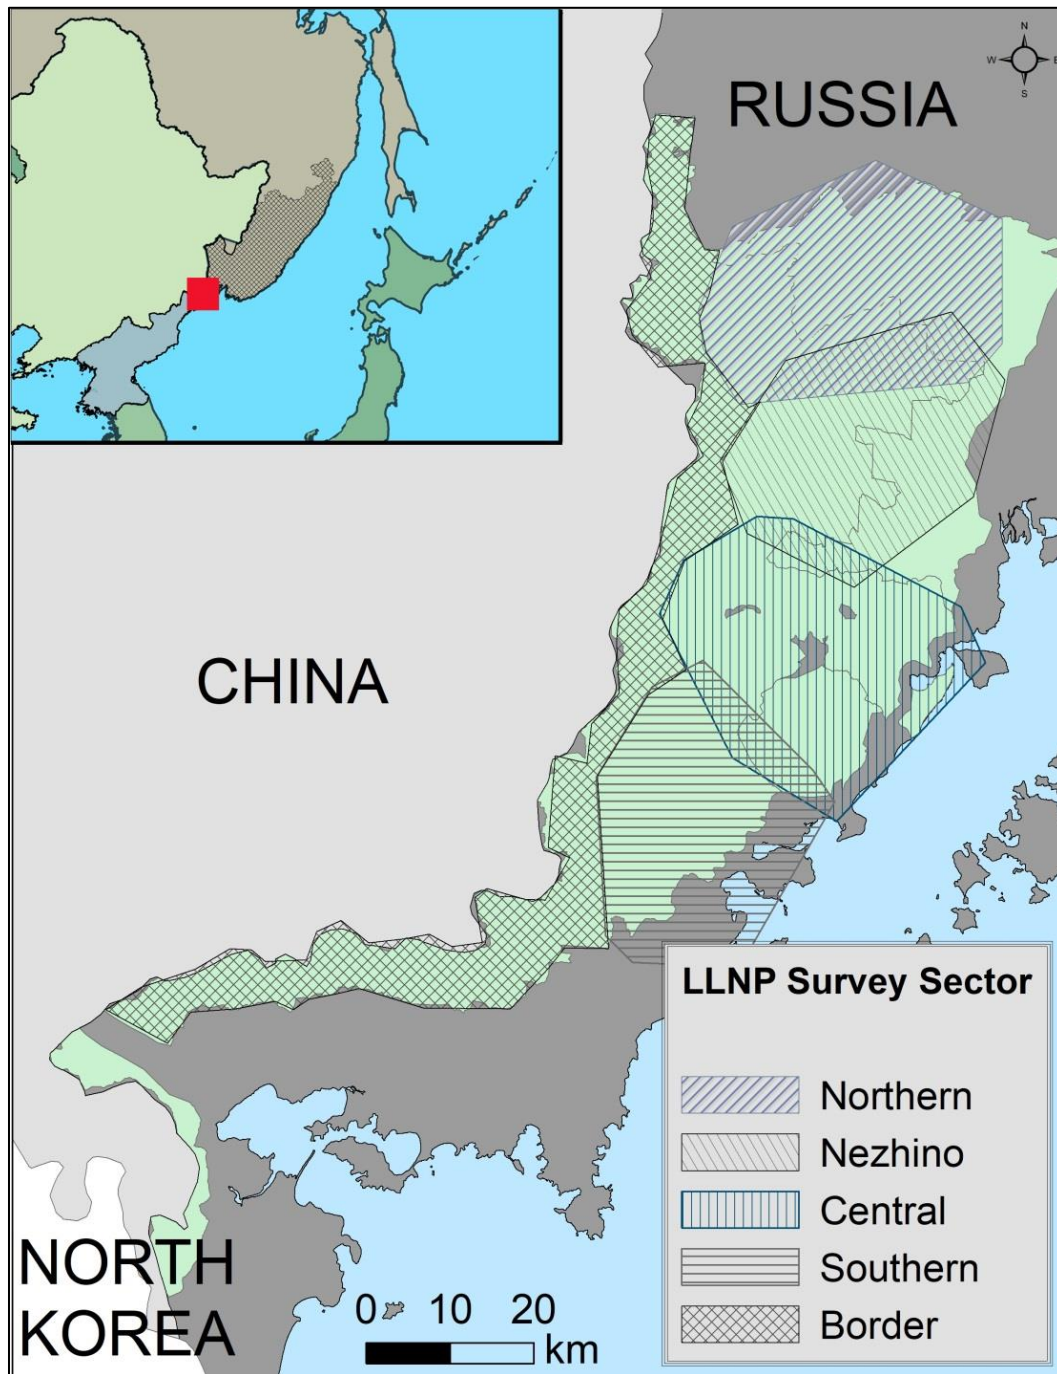 N
W
E
S
RUSSIA
CHINA
NORTH
KOREA
0 10 20
km
LLNP Survey Sector
Northern
Nezhino
Central
Southern
Border